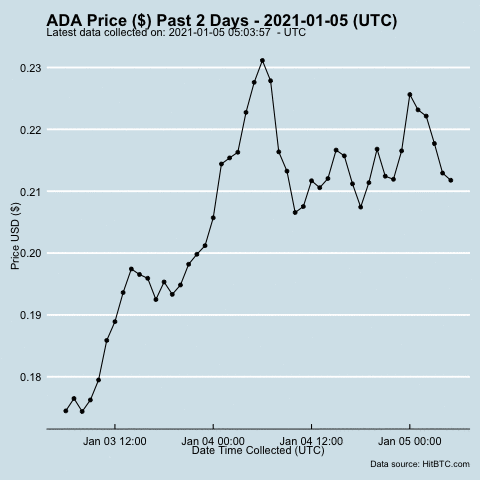 ADA Price ($) Past 2 Days - 2021-01-05 (UTC)
Latest data collected on: 2021-01-05 05:03:57 - UTC
0.23
0.22
0.21
0.20
0.19
0.18
Price USD ($)
Jan 03 12:00
Jan 04 00:00
Jan 04 12:00
Jan 05 00:00
Date Time Collected (UTC)
Data source: HitBTC.com